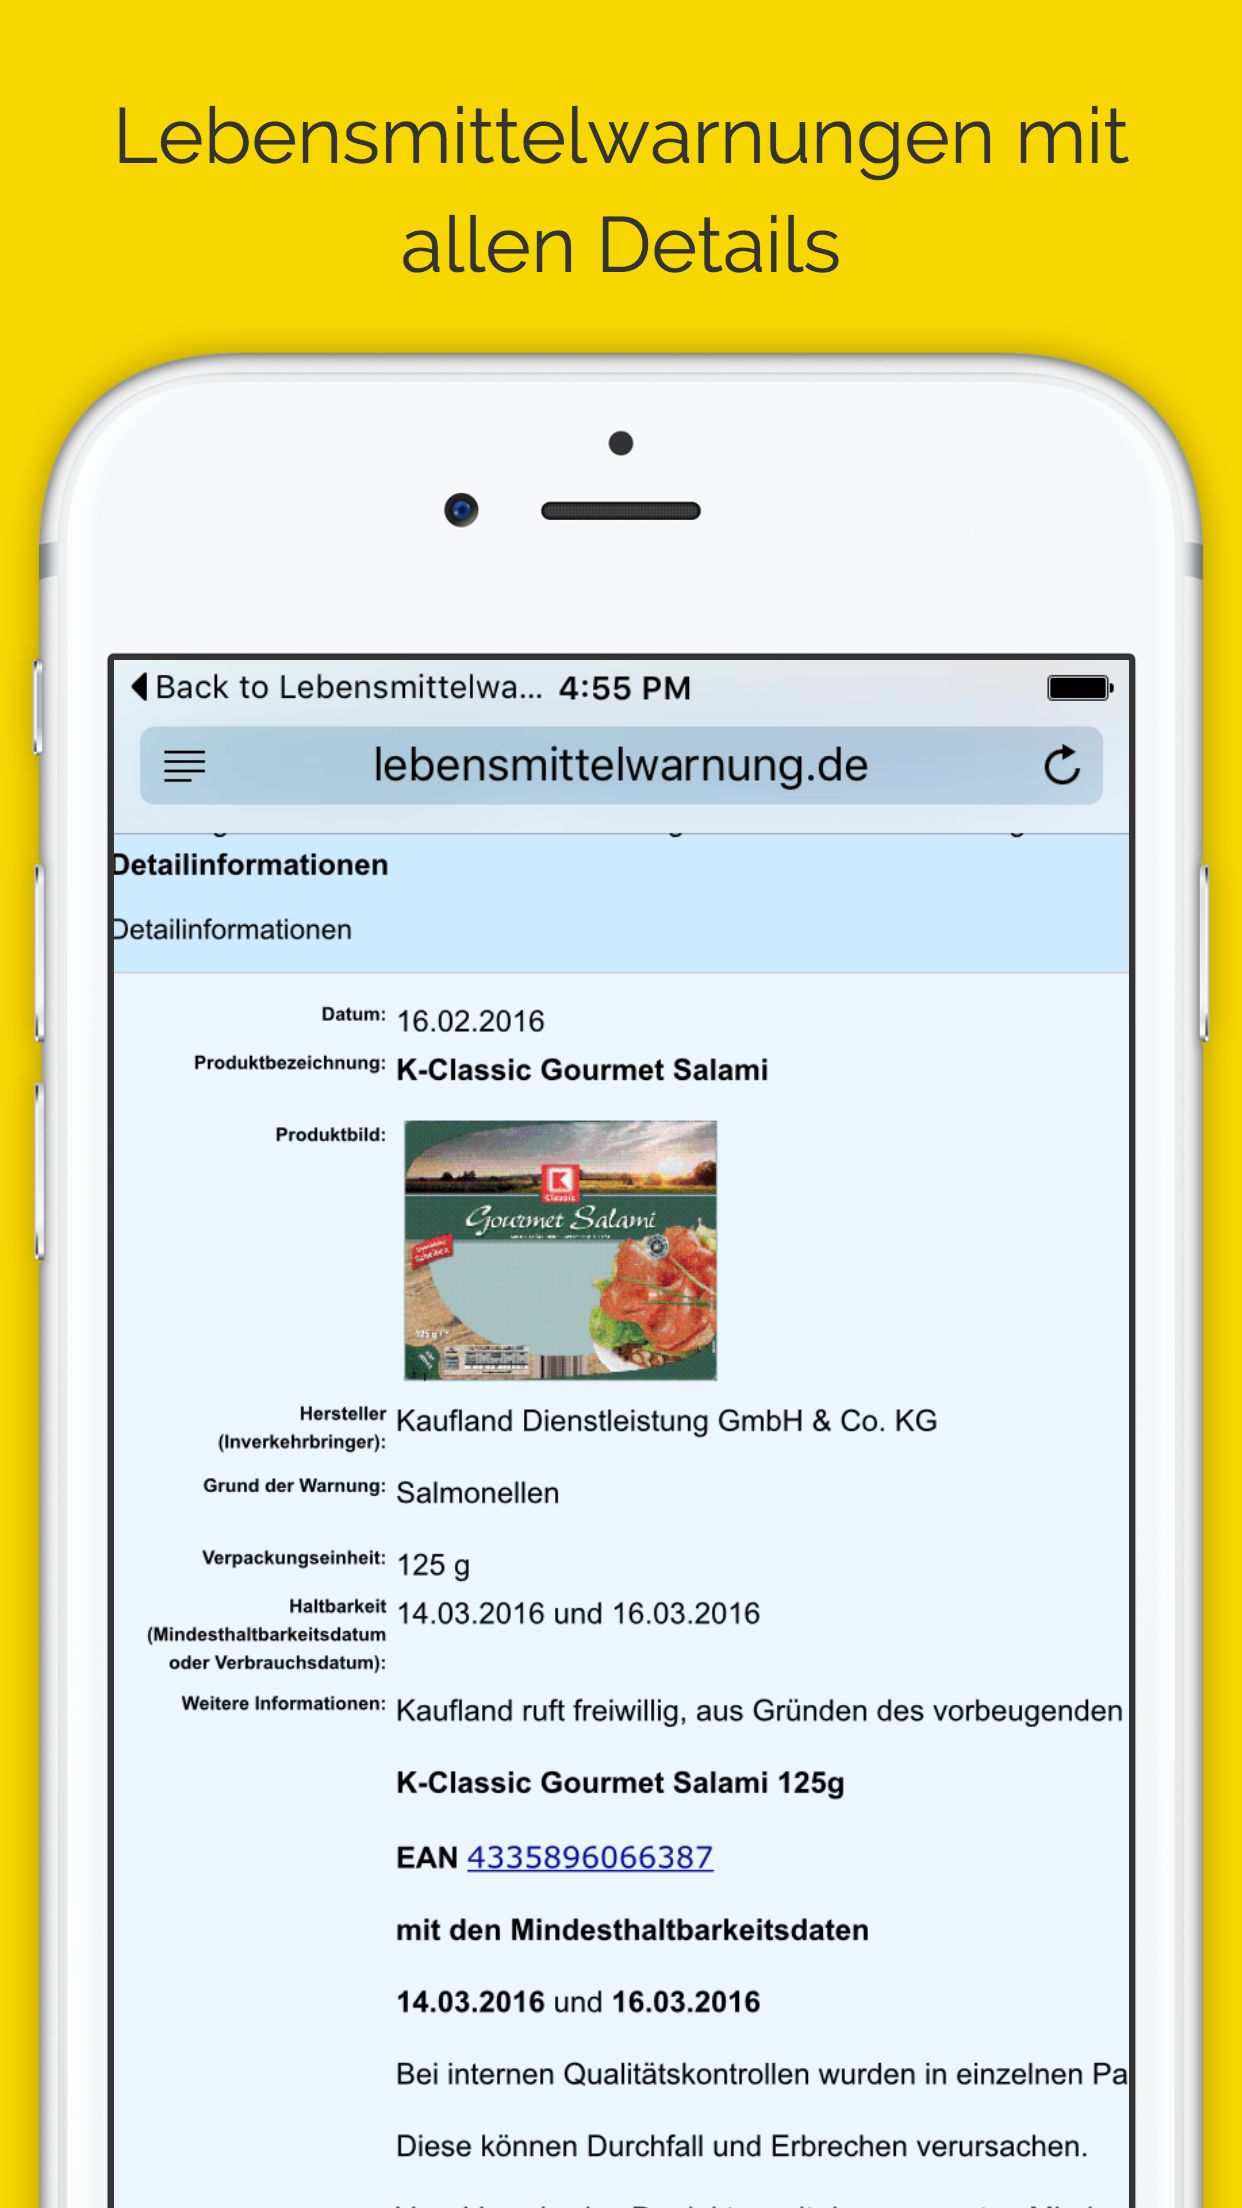 Lebensmittelwarnungen mit
allen Details
Back to Lebensmittelwa... 4:55 PM
lebensmittelwarnung.de
Detailinformationen
Detailinformationen
Datum: 16.02.2016
Produktbezeichnung: K-Classic Gourmet Salami
Produktbild:
K
Classic
Gourmet Salami
125 g
Hersteller
(Inverkehrbringer): Kaufland Dienstleistung GmbH & Co. KG
Grund der Warnung: Salmonellen
Verpackungseinheit: 125 g
Haltbarkeit
(Mindesthaltbarkeitsdatum
oder Verbrauchsdatum): 14.03.2016 und 16.03.2016
Weitere Informationen: Kaufland ruft freiwillig, aus Gründen des vorbeugenden
K-Classic Gourmet Salami 125g
EAN 4335896066387
mit den Mindesthaltbarkeitsdaten
14.03.2016 und 16.03.2016
Bei internen Qualitätskontrollen wurden in einzelnen Pa
Diese können Durchfall und Erbrechen verursachen.